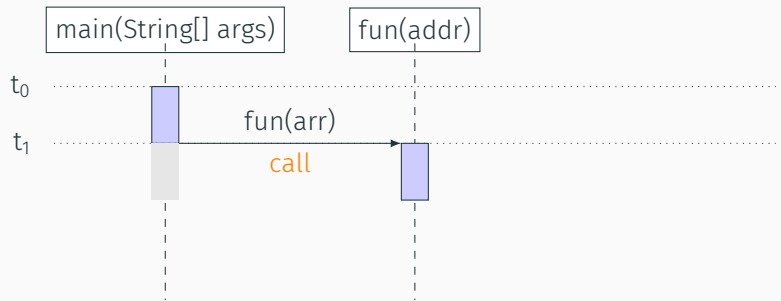 main(String[] args)
fun(addr)
t₀
fun(arr)
t₁
call